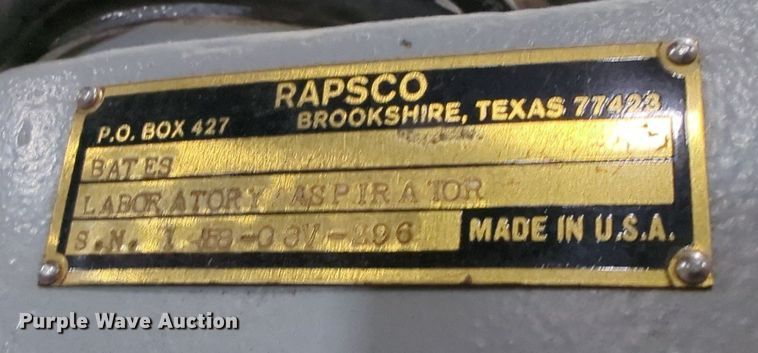 RAPSCO
P.O. BOX 427 BROOKSHIRE, TEXAS 77423
BATES
LABORATORY ASPIRATOR
S.N. MADE IN U.S.A.
Purple Wave Auction